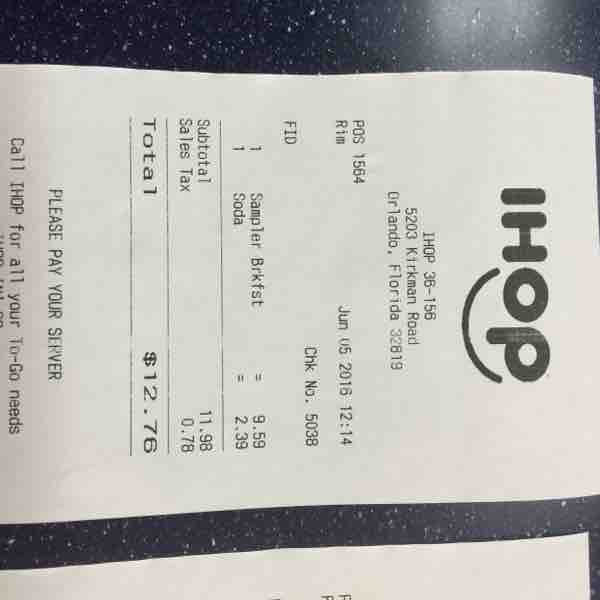 IHOP
IHOP 36-156
5203 Kirkman Road
Orlando, Florida 32819
POS 1564 Jun 05 2016 12:14
Rim
Chk No. 5038
FID
1 Sampler Brkfst = 9.59
1 Soda = 2.39
Subtotal 11.98
Sales Tax 0.78
Total $12.76
PLEASE PAY YOUR SERVER
Call IHOP for all your To-Go needs